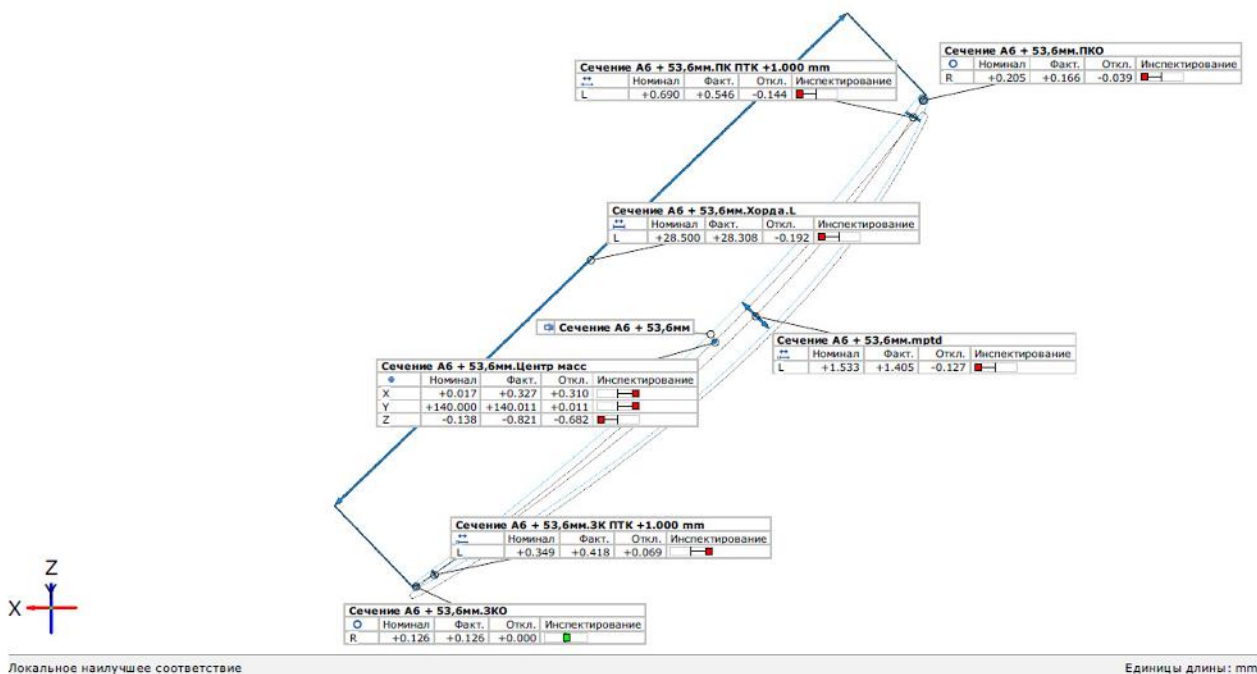 Сечение А6 + 53,6мм.ПКО
Номинал Факт. Откл. Инспектирование
R +0.205 +0.166 -0.039
Сечение А6 + 53,6мм.ПК ПТК +1.000 mm
Номинал Факт. Откл. Инспектирование
L +0.690 +0.546 -0.144
Сечение А6 + 53,6мм.Хорда.L
Номинал Факт. Откл. Инспектирование
L +28.500 +28.308 -0.192
Сечение А6 + 53,6мм
Сечение А6 + 53,6мм.mptd
Номинал Факт. Откл. Инспектирование
L +1.533 +1.405 -0.127
Сечение А6 + 53,6мм.Центр масс
Номинал Факт. Откл. Инспектирование
X +0.017 +0.327 +0.310
Y +140.000 +140.011 +0.011
Z -0.138 -0.821 -0.682
Сечение А6 + 53,6мм.ЗК ПТК +1.000 mm
Номинал Факт. Откл. Инспектирование
L +0.349 +0.418 +0.069
Z
X
Сечение А6 + 53,6мм.ЗКО
Номинал Факт. Откл. Инспектирование
R +0.126 +0.126 +0.000
Локальное наилучшее соответствие
Единицы длины: mm